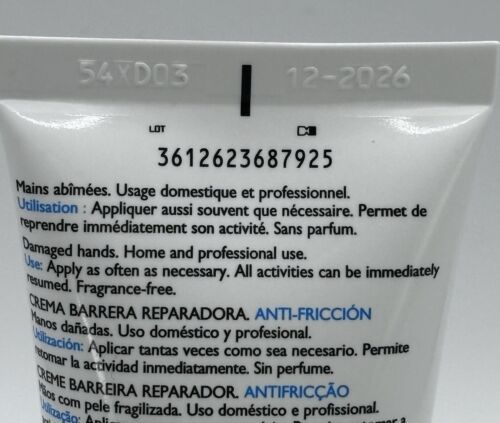 54XD03 12-2026
LOT
3612623687925
Mains abîmées. Usage domestique et professionnel.
Utilisation : Appliquer aussi souvent que nécessaire. Permet de
reprendre immédiatement son activité. Sans parfum.
Damaged hands. Home and professional use.
Use: Apply as often as necessary. All activities can be immediately
resumed. Fragrance-free.
CREMA BARRERA REPARADORA. ANTI-FRICCIÓN
Manos dañadas. Uso doméstico y profesional.
Utilización: Aplicar tantas veces como sea necesario. Permite
retomar la actividad inmediatamente. Sin perfume.
CREME BARREIRA REPARADOR. ANTIFRICÇÃO
Mãos com pele fragilizada. Uso doméstico e profissional.
Utilização: retomar a